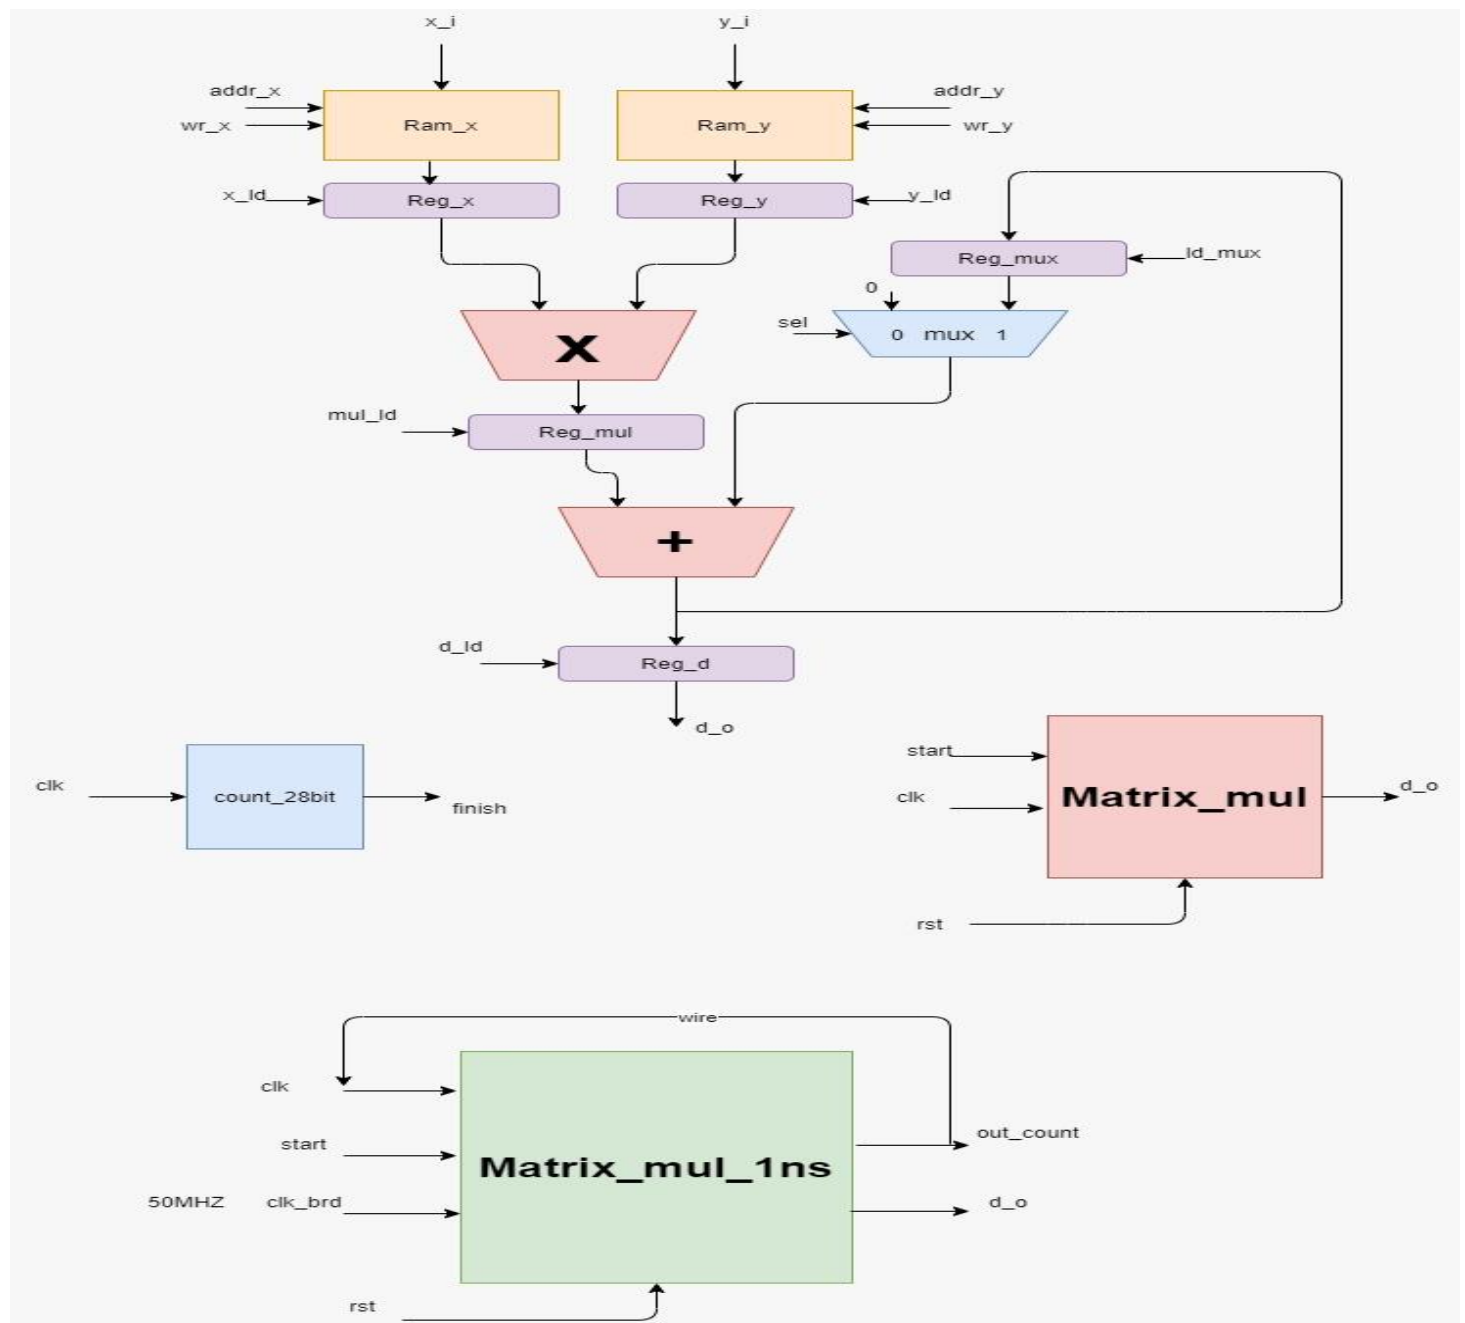 x_i
y_i
addr_x
addr_y
wr_x
Ram_x
Ram_y
wr_y
x_ld
Reg_x
Reg_y
y_ld
Reg_mux
ld_mux
0
sel
0 mux 1
x
mul_ld
Reg_mul
+
d_ld
Reg_d
d_o
start
clk
count_28bit
finish
clk
Matrix_mul
d_o
rst
wire
clk
start
out_count
Matrix_mul_1ns
50MHZ clk_brd
d_o
rst